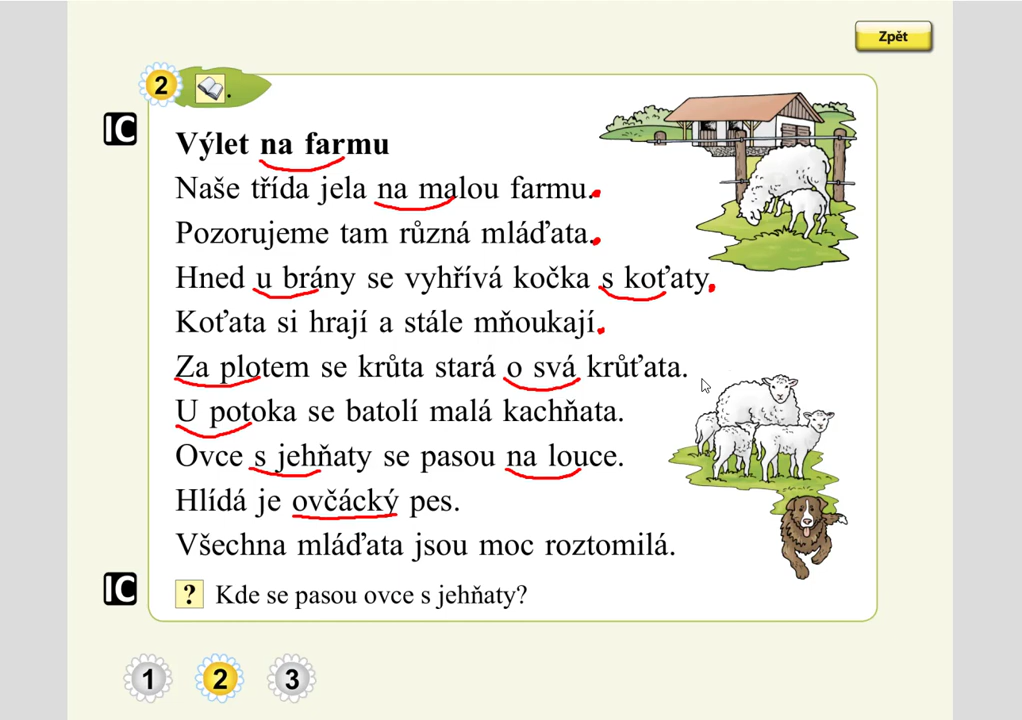 Zpět
2
.
IC
Výlet na farmu
Naše třída jela na malou farmu.
Pozorujeme tam různá mláďata.
Hned u brány se vyhřívá kočka s koťaty.
Koťata si hrají a stále mňoukají.
Za plotem se krůta stará o svá krůťata.
U potoka se batolí malá kachňata.
Ovce s jehňaty se pasou na louce.
Hlídá je ovčácký pes.
Všechna mláďata jsou moc roztomilá.
IC
? Kde se pasou ovce s jehňaty?
1 2 3